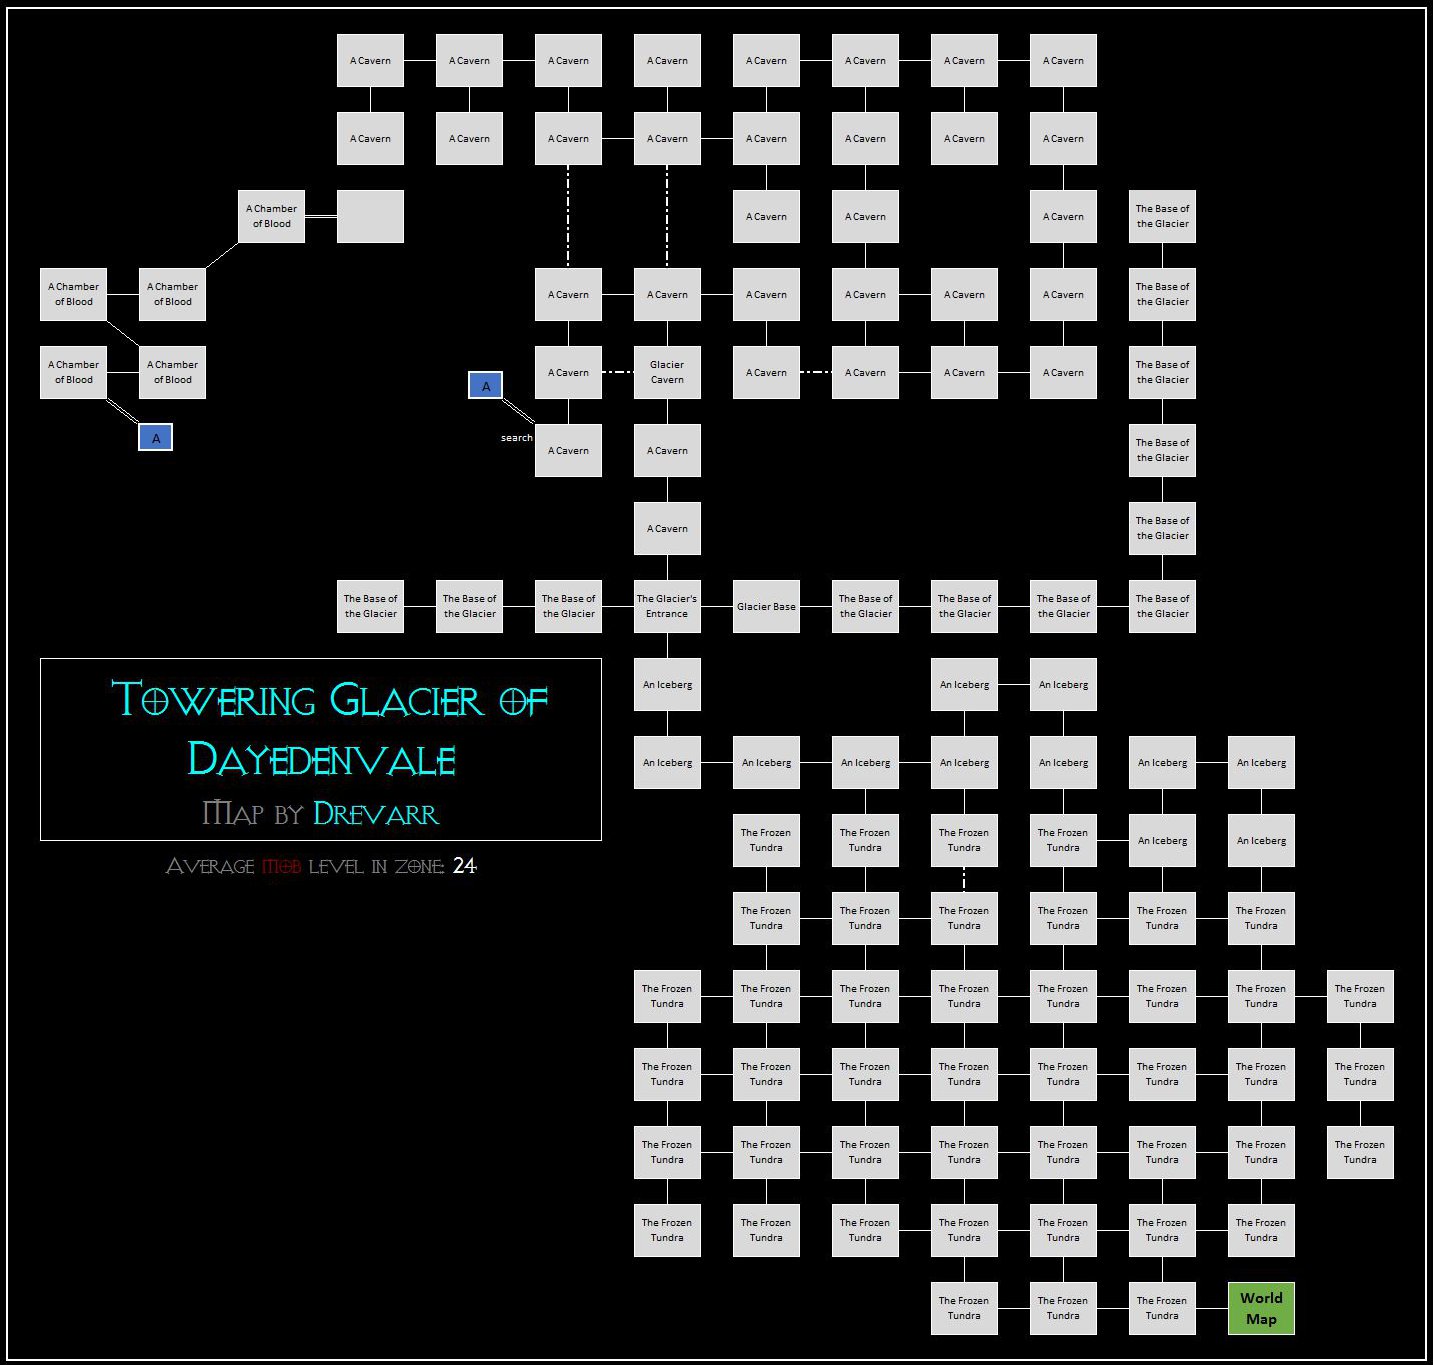 A Cavern A Cavern A Cavern A Cavern A Cavern A Cavern A Cavern A Cavern
A Cavern A Cavern A Cavern A Cavern A Cavern A Cavern A Cavern A Cavern
A Chamber
of Blood
A Cavern A Cavern A Cavern
The Base of
the Glacier
A Chamber
of Blood
A Chamber
of Blood
A Cavern A Cavern A Cavern A Cavern A Cavern A Cavern
The Base of
the Glacier
A Chamber
of Blood
A Chamber
of Blood
A
A Cavern
Glacier
Cavern
A Cavern A Cavern A Cavern A Cavern
The Base of
the Glacier
A
search
A Cavern A Cavern
The Base of
the Glacier
A Cavern
The Base of
the Glacier
The Base of
the Glacier
The Base of
the Glacier
The Base of
the Glacier
The Glacier's
Entrance
Glacier Base
The Base of
the Glacier
The Base of
the Glacier
The Base of
the Glacier
The Base of
the Glacier
Towering Glacier of
Dayedenvale
Map by Drevarr
Average mob level in zone: 24
An Iceberg An Iceberg An Iceberg
An Iceberg An Iceberg An Iceberg An Iceberg An Iceberg An Iceberg An Iceberg
The Frozen
Tundra
The Frozen
Tundra
The Frozen
Tundra
The Frozen
Tundra
An Iceberg An Iceberg
The Frozen
Tundra
The Frozen
Tundra
The Frozen
Tundra
The Frozen
Tundra
The Frozen
Tundra
The Frozen
Tundra
The Frozen
Tundra
The Frozen
Tundra
The Frozen
Tundra
The Frozen
Tundra
The Frozen
Tundra
The Frozen
Tundra
The Frozen
Tundra
The Frozen
Tundra
The Frozen
Tundra
The Frozen
Tundra
The Frozen
Tundra
The Frozen
Tundra
The Frozen
Tundra
The Frozen
Tundra
The Frozen
Tundra
The Frozen
Tundra
The Frozen
Tundra
The Frozen
Tundra
The Frozen
Tundra
The Frozen
Tundra
The Frozen
Tundra
The Frozen
Tundra
The Frozen
Tundra
The Frozen
Tundra
The Frozen
Tundra
The Frozen
Tundra
The Frozen
Tundra
The Frozen
Tundra
The Frozen
Tundra
The Frozen
Tundra
The Frozen
Tundra
The Frozen
Tundra
The Frozen
Tundra
The Frozen
Tundra
The Frozen
Tundra
World
Map